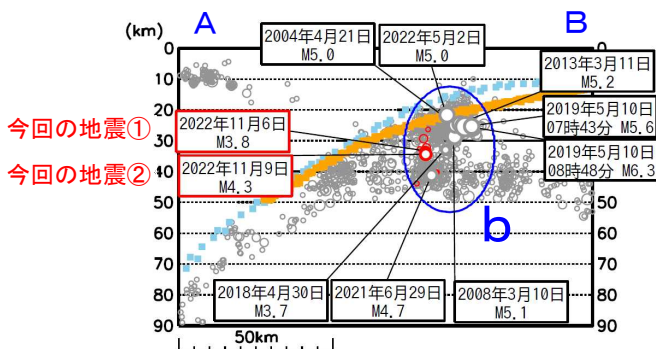 A
B
(km)
2004年4月21日
M5.0
2022年5月2日
M5.0
2013年3月11日
M5.2
2019年5月10日
07時43分 M5.6
2019年5月10日
08時48分 M6.3
今回の地震①
2022年11月6日
M3.8
今回の地震②
2022年11月9日
M4.3
b
2018年4月30日
M3.7
2021年6月29日
M4.7
2008年3月10日
M5.1
0
10
20
30
40
50
60
70
80
90
0
50
60
70
80
90
50km